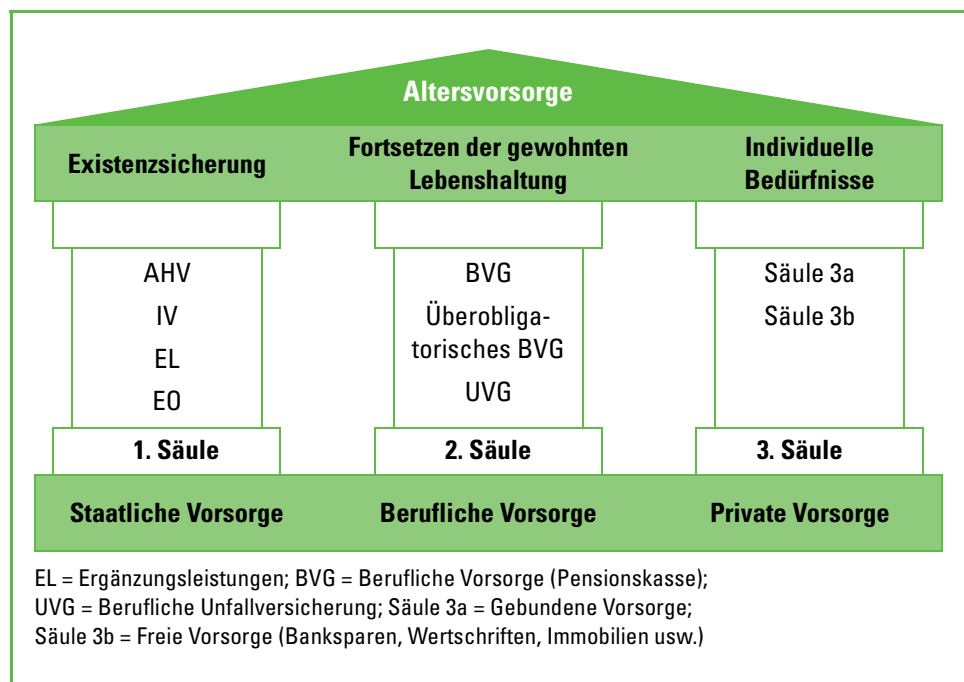 Altersvorsorge
Existenzsicherung
Fortsetzen der gewohnten
Lebenshaltung
Individuelle
Bedürfnisse
AHV
IV
EL
EO
BVG
Überobliga-
torisches BVG
UVG
Säule 3a
Säule 3b
1. Säule
2. Säule
3. Säule
Staatliche Vorsorge
Berufliche Vorsorge
Private Vorsorge
EL = Ergänzungsleistungen; BVG = Berufliche Vorsorge (Pensionskasse);
UVG = Berufliche Unfallversicherung; Säule 3a = Gebundene Vorsorge;
Säule 3b = Freie Vorsorge (Banksparen, Wertschriften, Immobilien usw.)